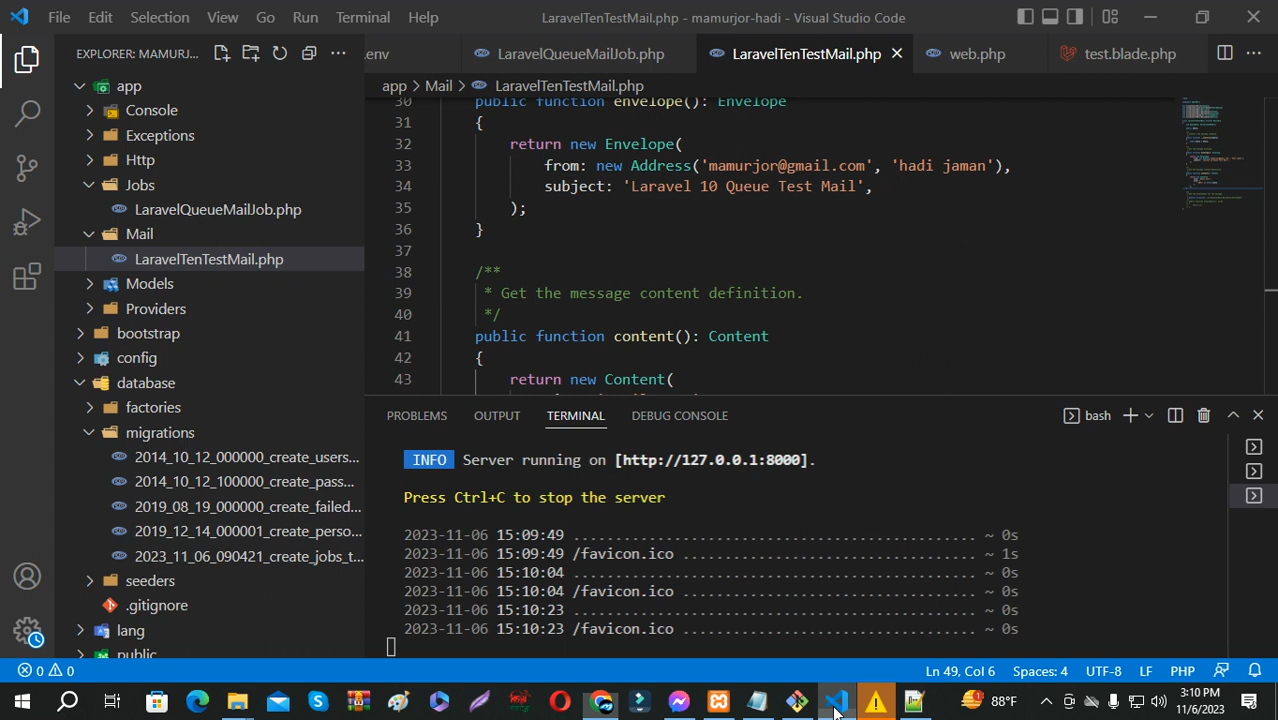 File Edit Selection View Go Run Terminal Help LaravelTenTestMail.php - mamurjor-hadi - Visual Studio Code
EXPLORER: MAMURJ...
.env LaravelQueueMailJob.php LaravelTenTestMail.php web.php test.blade.php
app > Mail > LaravelTenTestMail.php
app
Console
Exceptions
Http
Jobs
LaravelQueueMailJob.php
Mail
LaravelTenTestMail.php
Models
Providers
bootstrap
config
database
factories
migrations
2014_10_12_000000_create_users...
2014_10_12_100000_create_pass...
2019_08_19_000000_create_failed...
2019_12_14_000001_create_perso...
2023_11_06_090421_create_jobs_t...
seeders
.gitignore
lang
public
30 public function envelope(): Envelope
31 {
32 return new Envelope(
33 from: new Address('mamurjor@gmail.com', 'hadi jaman'),
34 subject: 'Laravel 10 Queue Test Mail',
35 );
36 }
37
38 /**
39 * Get the message content definition.
40 */
41 public function content(): Content
42 {
43 return new Content(
PROBLEMS OUTPUT TERMINAL DEBUG CONSOLE bash
INFO Server running on [http://127.0.0.1:8000].
Press Ctrl+C to stop the server
2023-11-06 15:09:49 ................................................ ~ 0s
2023-11-06 15:09:49 /favicon.ico ................................... ~ 1s
2023-11-06 15:10:04 ................................................ ~ 0s
2023-11-06 15:10:04 /favicon.ico ................................... ~ 0s
2023-11-06 15:10:23 ................................................ ~ 0s
2023-11-06 15:10:23 /favicon.ico ................................... ~ 0s
0 0 Ln 49, Col 6 Spaces: 4 UTF-8 LF PHP
88°F 3:10 PM
11/6/2023